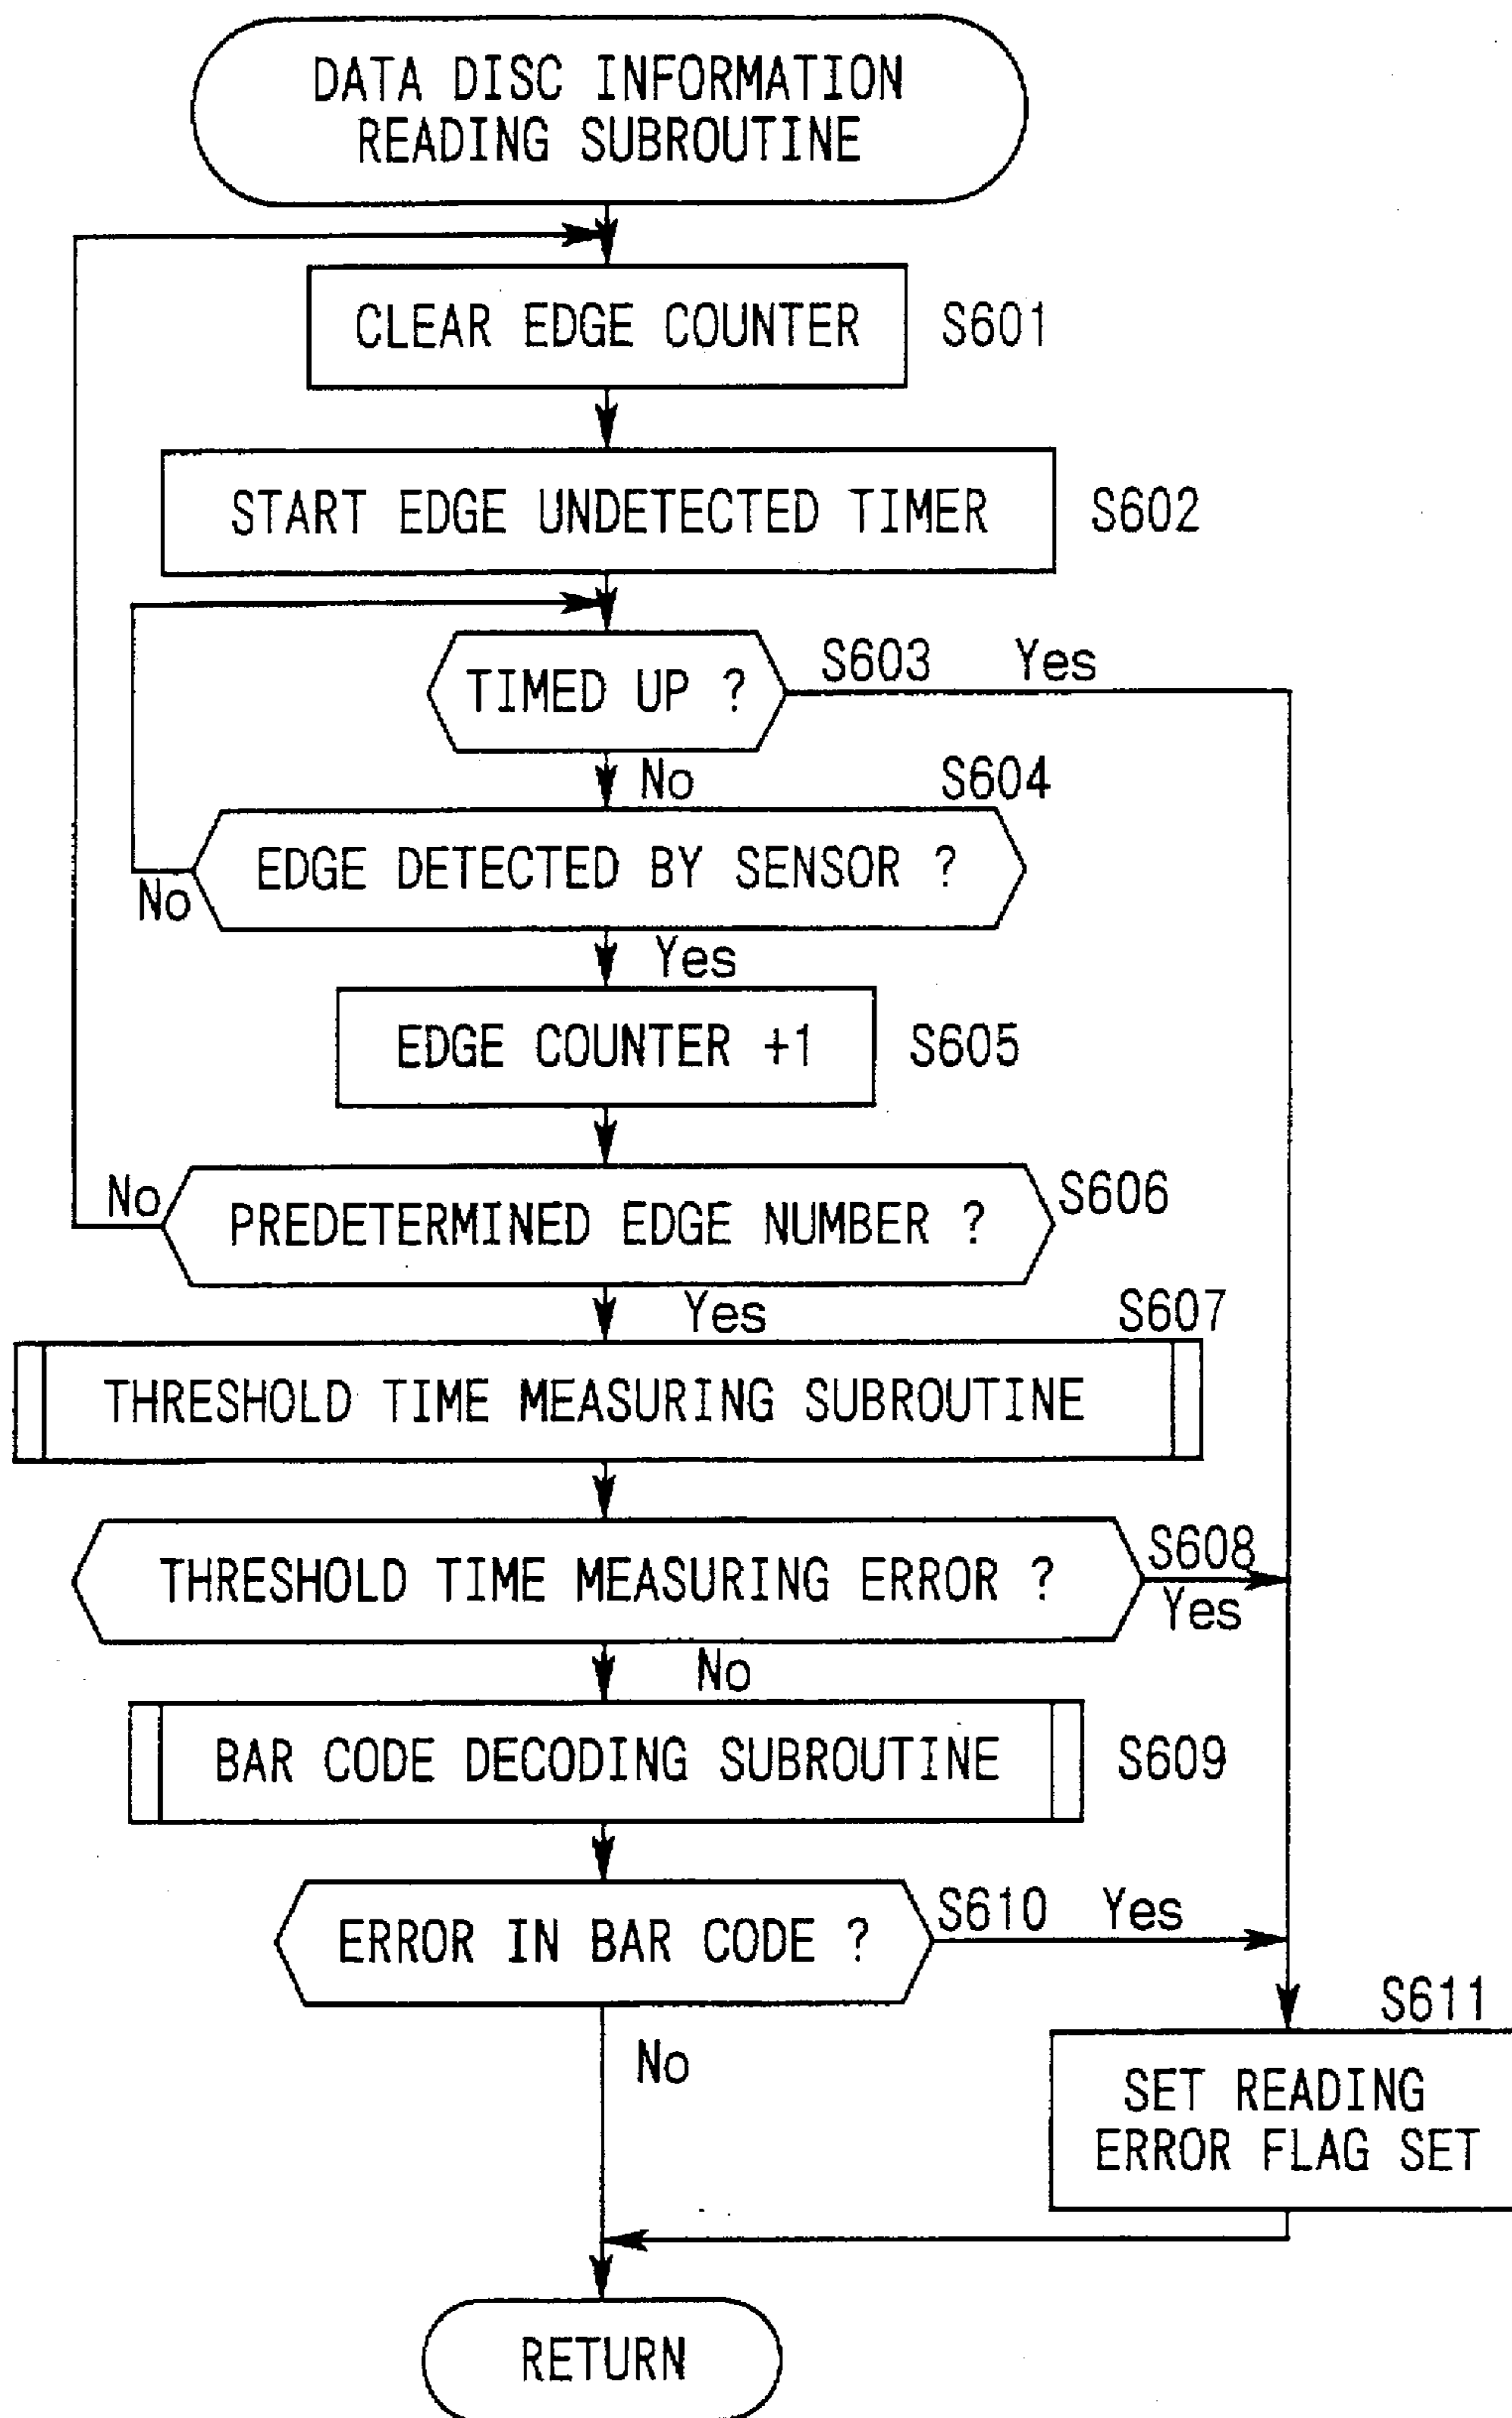 DATA DISC INFORMATION
READING SUBROUTINE
CLEAR EDGE COUNTER S601
START EDGE UNDETECTED TIMER S602
TIMED UP ? S603 Yes
No S604
EDGE DETECTED BY SENSOR ?
No
Yes
EDGE COUNTER +1 S605
No PREDETERMINED EDGE NUMBER ? S606
Yes S607
THRESHOLD TIME MEASURING SUBROUTINE
THRESHOLD TIME MEASURING ERROR ? S608
Yes
No
BAR CODE DECODING SUBROUTINE S609
ERROR IN BAR CODE ? S610 Yes
S611
No
SET READING
ERROR FLAG SET
RETURN